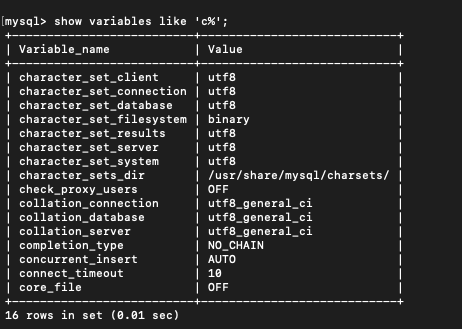 [mysql> show variables like 'c%';
+--------------------------+----------------------------+
| Variable_name | Value |
+--------------------------+----------------------------+
| character_set_client | utf8 |
| character_set_connection | utf8 |
| character_set_database | utf8 |
| character_set_filesystem | binary |
| character_set_results | utf8 |
| character_set_server | utf8 |
| character_set_system | utf8 |
| character_sets_dir | /usr/share/mysql/charsets/ |
| check_proxy_users | OFF |
| collation_connection | utf8_general_ci |
| collation_database | utf8_general_ci |
| collation_server | utf8_general_ci |
| completion_type | NO_CHAIN |
| concurrent_insert | AUTO |
| connect_timeout | 10 |
| core_file | OFF |
+--------------------------+----------------------------+
16 rows in set (0.01 sec)